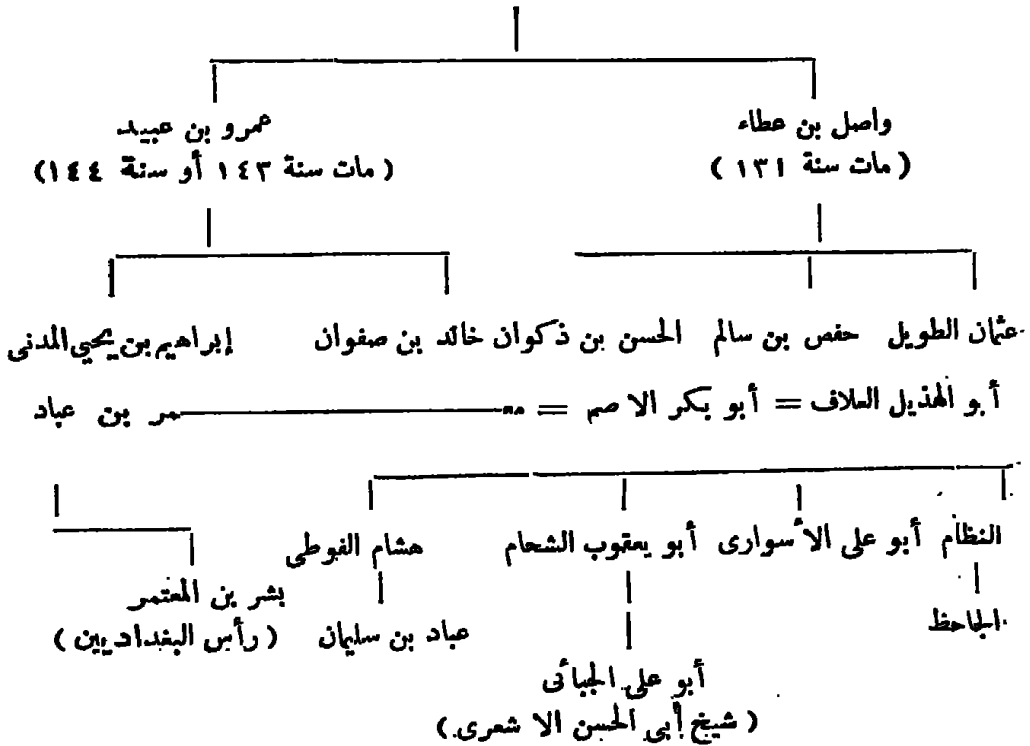 واصل بن عطاء عمرو بن عبيد
(مات سنة ١٣١) (مات سنة ١٤٣ أو سنة ١٤٤)
عثمان الطويل حفص بن سالم الحسن بن ذكوان خالد بن صفوان إبراهيم بن يحيى المدنى
أبو الهذيل العلاف = أبو بكر الاصم = مر بن عباد
النظام أبو على الأسوارى أبو يعقوب الشحام هشام الفوطى
بشر بن المعتمر
الجاحظ عباد بن سليمان (رأس البغداديين)
أبو على الجبائى
(شيخ أبى الحسن الاشعرى)